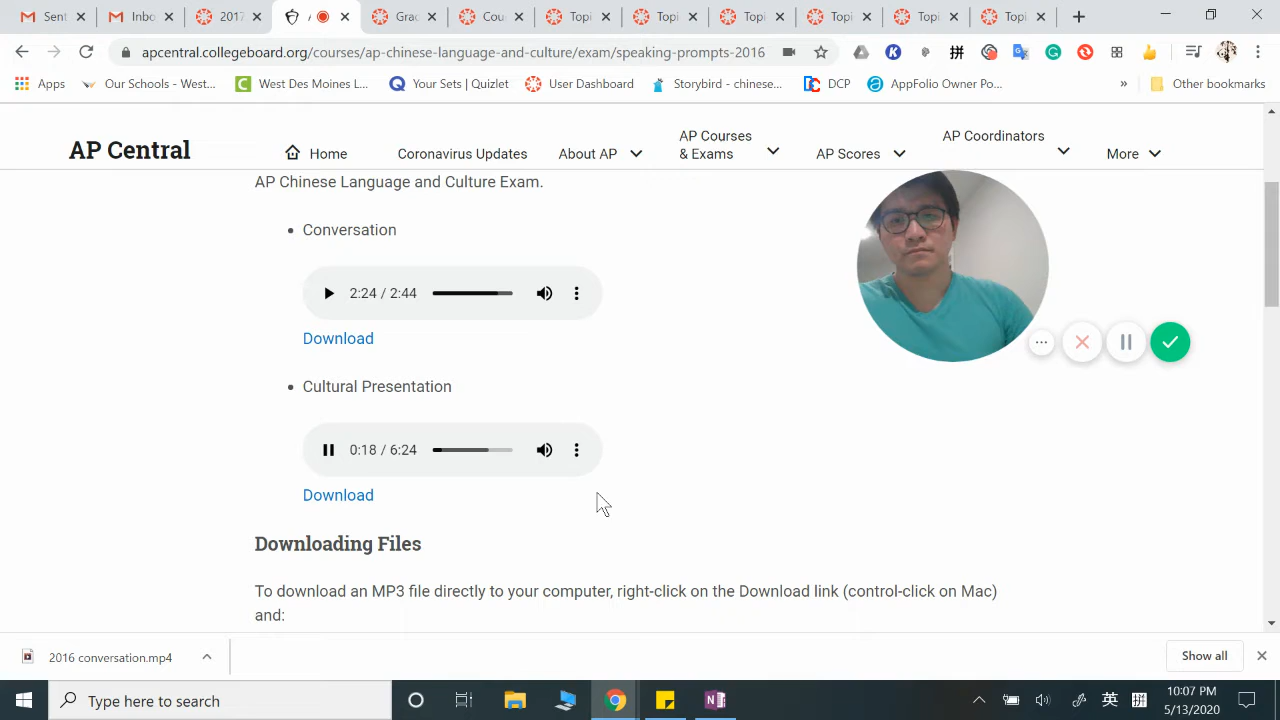 Sent
Inbo
2017
Grac
Cour
Topi
Topi
Topi
Topi
Topi
Topi
apcentral.collegeboard.org/courses/ap-chinese-language-and-culture/exam/speaking-prompts-2016
拼
Apps
Our Schools - West...
West Des Moines I...
Your Sets | Quizlet
User Dashboard
Storybird - chinese...
DCP
AppFolio Owner Po...
»
Other bookmarks
AP Central
Home
Coronavirus Updates
About AP
AP Courses
& Exams
AP Scores
AP Coordinators
More
AP Chinese Language and Culture Exam.
• Conversation
2:24 / 2:44
Download
• Cultural Presentation
0:18 / 6:24
Download
Downloading Files
To download an MP3 file directly to your computer, right-click on the Download link (control-click on Mac)
and:
2016 conversation.mp4
Show all
Type here to search
英
拼
10:07 PM
5/13/2020